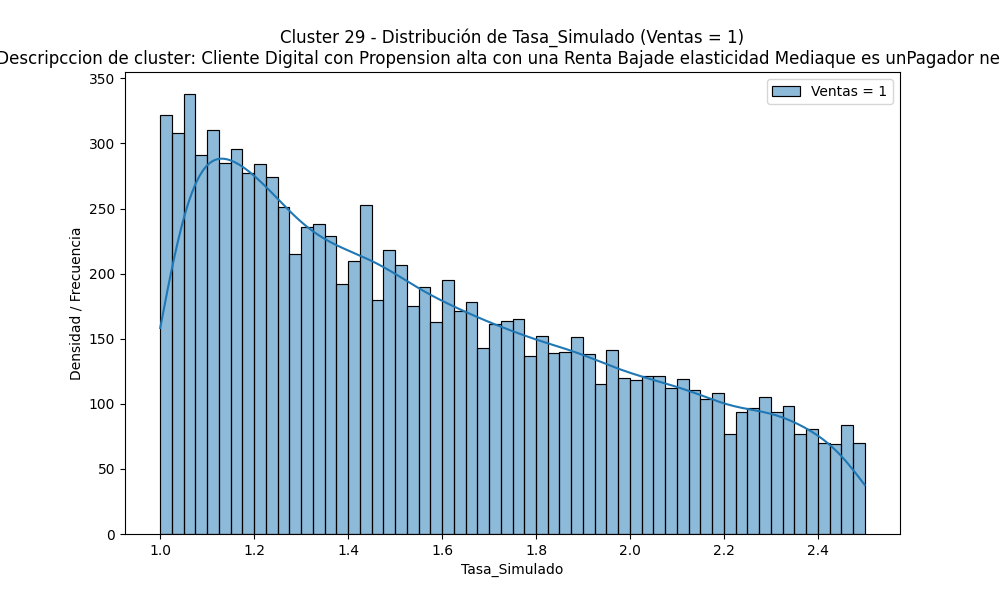 Cluster 29 - Distribución de Tasa_Simulado (Ventas = 1)
Descripccion de cluster: Cliente Digital con Propension alta con una Renta Bajade elasticidad Mediaque es unPagador ne
350
300
250
200
150
100
50
0
Densidad / Frecuencia
Ventas = 1
1.0 1.2 1.4 1.6 1.8 2.0 2.2 2.4
Tasa_Simulado